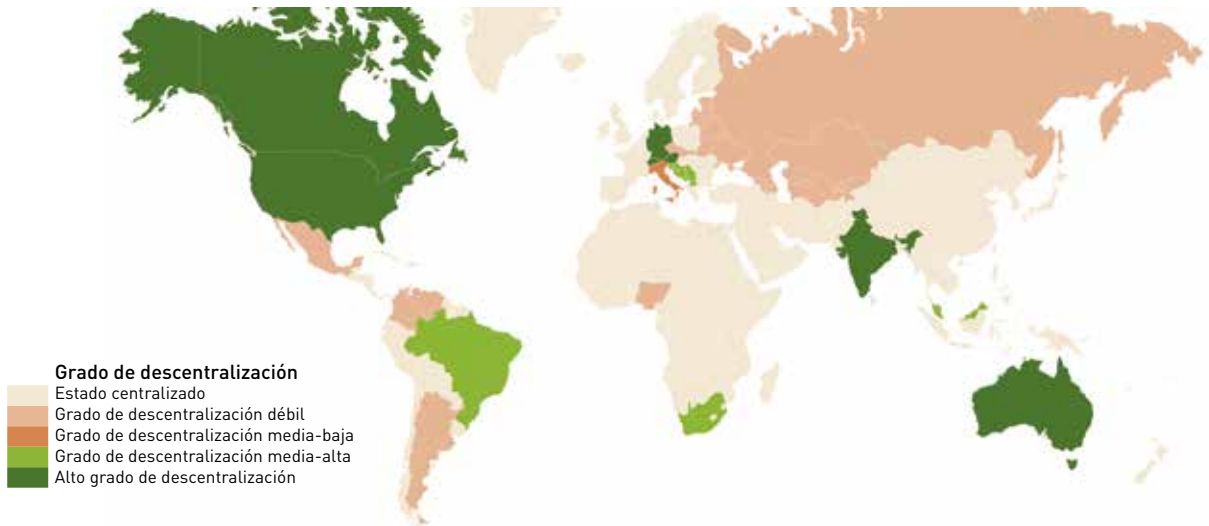 Grado de descentralización
Estado centralizado
Grado de descentralización débil
Grado de descentralización media-baja
Grado de descentralización media-alta
Alto grado de descentralización